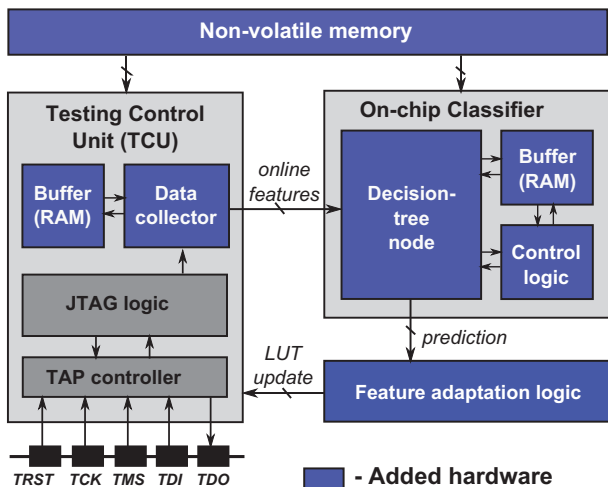 Non-volatile memory
Testing Control
Unit (TCU)
Buffer
(RAM)
Data
collector
JTAG logic
TAP controller
TRST TCK TMS TDI TDO
online
features
On-chip Classifier
Decision-
tree
node
Buffer
(RAM)
Control
logic
prediction
LUT
update
Feature adaptation logic
- Added hardware